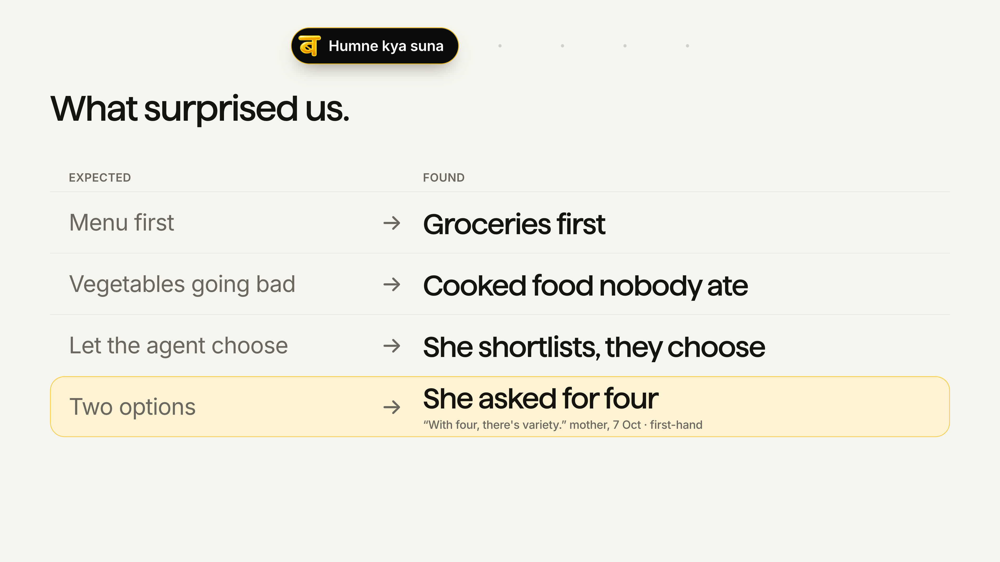 ब Humne kya suna
What surprised us.
EXPECTED FOUND
Menu first → Groceries first
Vegetables going bad → Cooked food nobody ate
Let the agent choose → She shortlists, they choose
Two options → She asked for four
“With four, there's variety.” mother, 7 Oct · first-hand